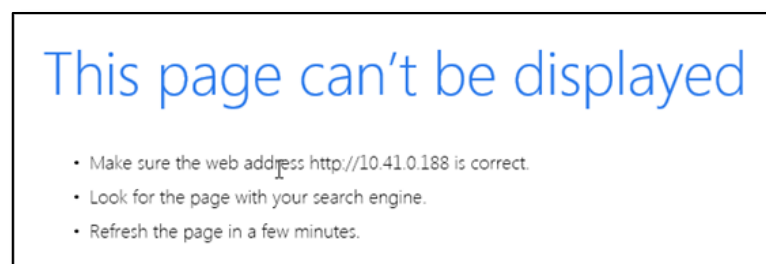 This page can't be displayed
• Make sure the web address http://10.41.0.188 is correct.
• Look for the page with your search engine.
• Refresh the page in a few minutes.